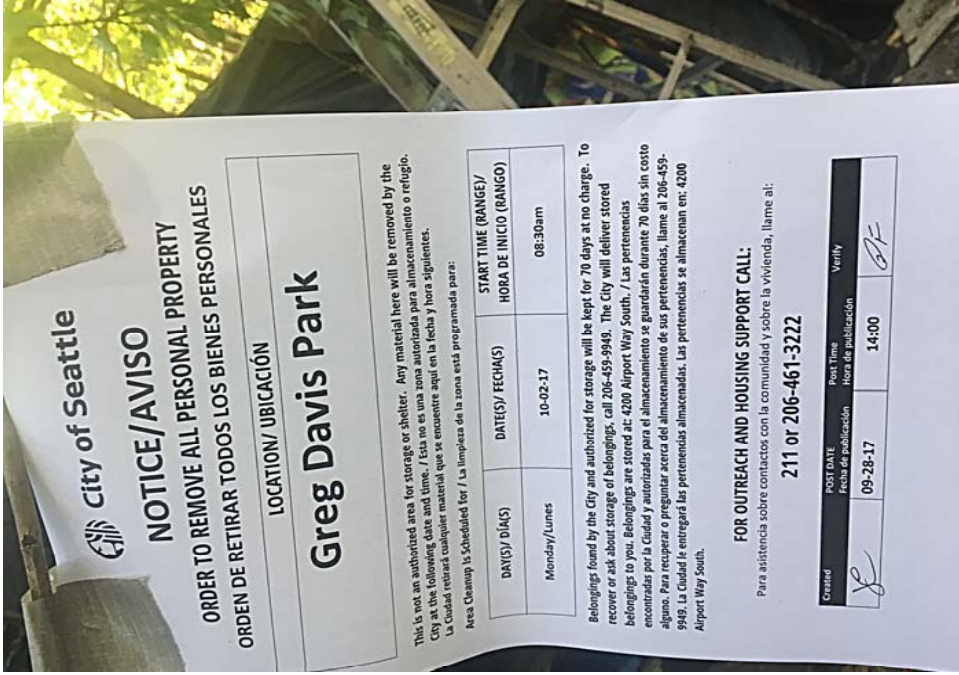 City of Seattle
NOTICE/AVISO
ORDER TO REMOVE ALL PERSONAL PROPERTY
ORDEN DE RETIRAR TODOS LOS BIENES PERSONALES
LOCATION/ UBICACIÓN
Greg Davis Park
This is not an authorized area for storage or shelter. Any material here will be removed by the
City at the following date and time. / Esta no es una zona autorizada para almacenamiento o refugio.
La Ciudad retirará cualquier material que se encuentre aquí en la fecha y hora siguientes.
Area Cleanup Is Scheduled for / La limpieza de la zona está programada para:
DAY(S)/ DÍA(S) DATE(S)/ FECHA(S) START TIME (RANGE)/
HORA DE INICIO (RANGO)
Monday/Lunes 10-02-17 08:30am
Belongings found by the City and authorized for storage will be kept for 70 days at no charge. To
recover or ask about storage of belongings, call 206-459-9949. The City will deliver stored
belongings to you. Belongings are stored at: 4200 Airport Way South. / Las pertenencias
encontradas por la Ciudad y autorizadas para el almacenamiento se guardarán durante 70 días sin costo
alguno. Para recuperar o preguntar acerca del almacenamiento de sus pertenencias, llame al 206-459-
9949. La Ciudad le entregará las pertenencias almacenadas. Las pertenencias se almacenan en: 4200
Airport Way South.
FOR OUTREACH AND HOUSING SUPPORT CALL:
Para asistencia sobre contactos con la comunidad y sobre la vivienda, llame al:
211 or 206-461-3222
Created POST DATE Post Time Verify
Fecha de publicación Hora de publicación
09-28-17 14:00